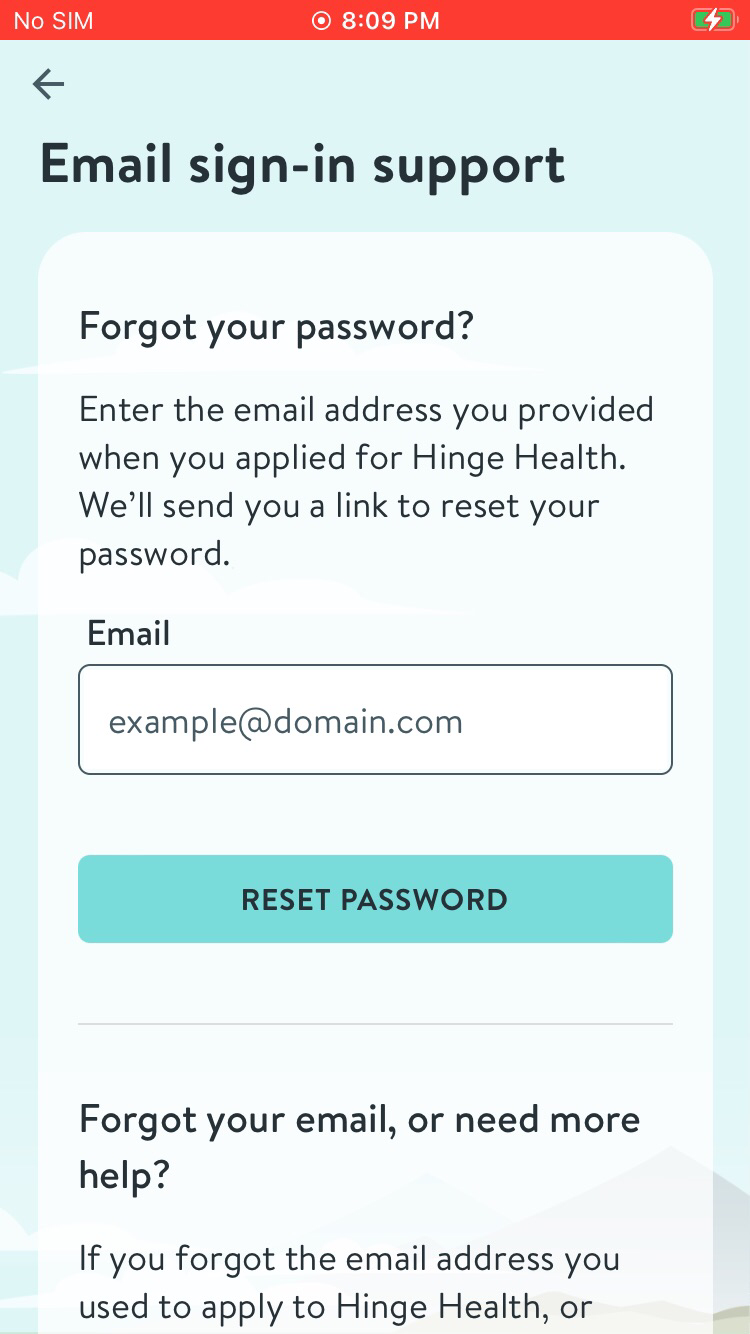 No SIM 8:09 PM
Email sign-in support
Forgot your password?
Enter the email address you provided
when you applied for Hinge Health.
We’ll send you a link to reset your
password.
Email
example@domain.com
RESET PASSWORD
Forgot your email, or need more
help?
If you forgot the email address you
used to apply to Hinge Health, or